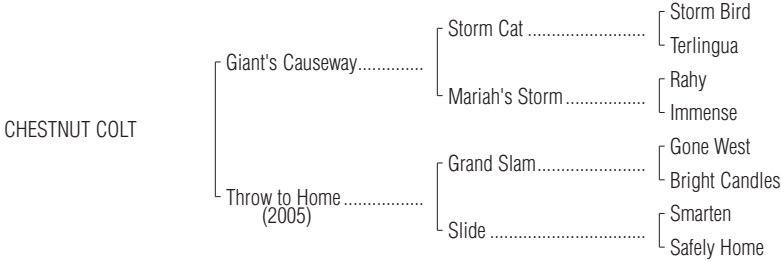 Storm Bird
Storm Cat ........................
Terlingua
Giant's Causeway..............
Rahy
Mariah's Storm .................
Immense
CHESTNUT COLT
Gone West
Grand Slam.......................
Bright Candles
Throw to Home .................
(2005)
Smarten
Slide ................................
Safely Home